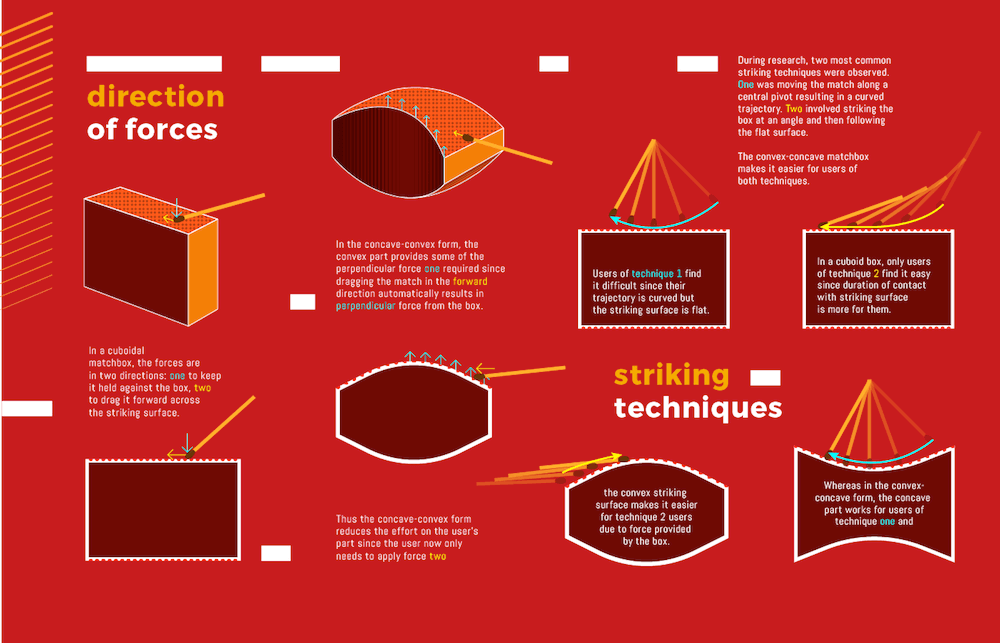 direction
of forces
In a cuboidal
matchbox, the forces are
in two directions: one to keep
it held against the box, two
to drag it forward across
the striking surface.
In the concave-convex form, the
convex part provides some of the
perpendicular force one required since
dragging the match in the forward
direction automatically results in
perpendicular force from the box.
Thus the concave-convex form
reduces the effort on the user's
part since the user now only
needs to apply force two
During research, two most common
striking techniques were observed.
One was moving the match along a
central pivot resulting in a curved
trajectory. Two involved striking the
box at an angle and then following
the flat surface.
The convex-concave matchbox
makes it easier for users of
both techniques.
Users of technique 1 find
it difficult since their
trajectory is curved but
the striking surface is flat.
In a cuboid box, only users
of technique 2 find it easy
since duration of contact
with striking surface
is more for them.
striking
techniques
the convex striking
surface makes it easier
for technique 2 users
due to force provided
by the box.
Whereas in the convex-
concave form, the concave
part works for users of
technique one and